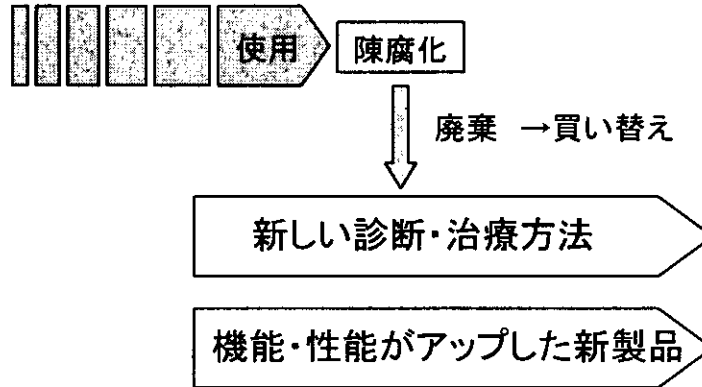 使用
陳腐化
廃棄 →買い替え
新しい診断・治療方法
機能・性能がアップした新製品